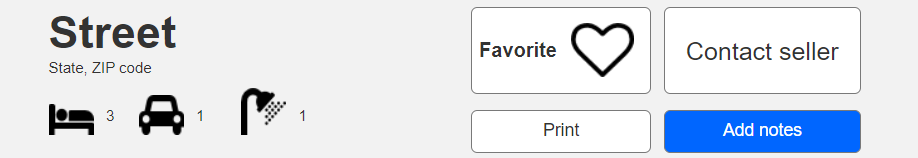 Street
State, ZIP code
3 1 1
Favorite
Contact seller
Print
Add notes